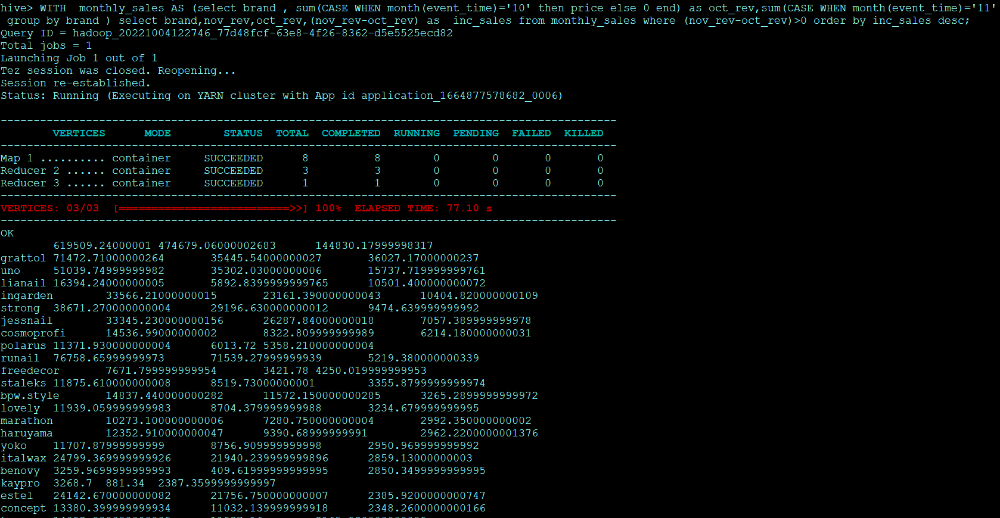 hive> WITH  monthly_sales AS (select brand , sum(CASE WHEN month(event_time)='10' then price else 0 end) as oct_rev,sum(CASE WHEN month(event_time)='11'
 group by brand ) select brand,nov_rev,oct_rev,(nov_rev-oct_rev) as  inc_sales from monthly_sales where (nov_rev-oct_rev)>0 order by inc_sales desc;
Query ID = hadoop_20221004122746_77d48fcf-63e8-4f26-8362-d5e5525ecd82
Total jobs = 1
Launching Job 1 out of 1
Tez session was closed. Reopening...
Session re-established.
Status: Running (Executing on YARN cluster with App id application_1664877578682_0006)
----------------------------------------------------------------------------------------------
        VERTICES      MODE        STATUS  TOTAL  COMPLETED  RUNNING  PENDING  FAILED  KILLED
----------------------------------------------------------------------------------------------
Map 1 .......... container     SUCCEEDED      8          8        0        0       0       0
Reducer 2 ...... container     SUCCEEDED      3          3        0        0       0       0
Reducer 3 ...... container     SUCCEEDED      1          1        0        0       0       0
----------------------------------------------------------------------------------------------
VERTICES: 03/03  [==========================>>] 100%  ELAPSED TIME: 77.10 s
----------------------------------------------------------------------------------------------
OK
        619509.24000001 474679.06000002683      144830.17999998317
grattol 71472.71000000264       35445.54000000027       36027.17000000237
uno     51039.74999999982       35302.03000000006       15737.719999999761
lianail 16394.24000000005       5892.8399999999765      10501.400000000072
ingarden        33566.21000000015       23161.390000000043      10404.820000000109
strong  38671.270000000004      29196.630000000012      9474.639999999992
jessnail        33345.230000000156      26287.84000000018       7057.389999999978
cosmoprofi      14536.990000000002      8322.809999999989       6214.180000000031
polarus 11371.930000000004      6013.72 5358.210000000004
runail  76758.65999999973       71539.27999999939       5219.380000000339
freedecor       7671.799999999954       3421.78 4250.019999999953
staleks 11875.610000000008      8519.73000000001        3355.8799999999974
bpw.style       14837.440000000282      11572.150000000285      3265.2899999999972
lovely  11939.059999999983      8704.379999999988       3234.679999999995
marathon        10273.100000000006      7280.750000000004       2992.350000000002
haruyama        12352.910000000047      9390.68999999991        2962.2200000001376
yoko    11707.87999999999       8756.909999999998       2950.969999999992
italwax 24799.369999999926      21940.239999999896      2859.13000000003
benovy  3259.9699999999993      409.61999999999995      2850.3499999999995
kaypro  3268.7  881.34  2387.3599999999997
estel   24142.670000000082      21756.750000000007      2385.9200000000747
concept 13380.399999999934      11032.139999999918      2348.2600000000166